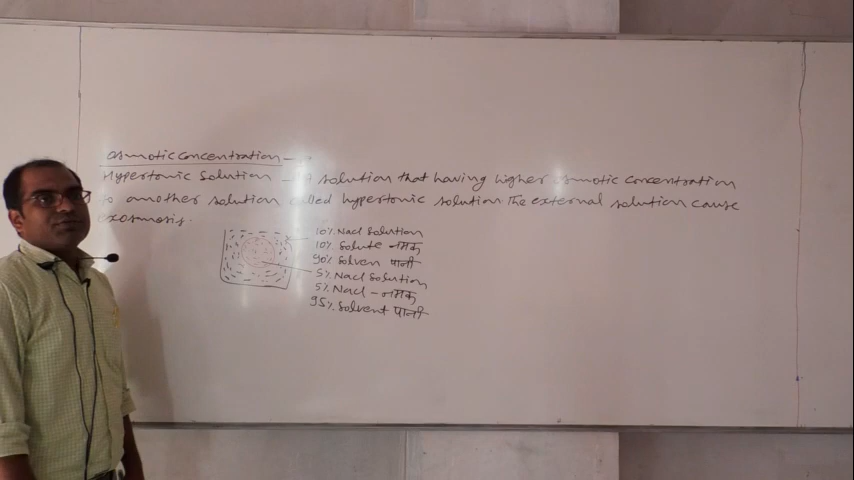 Osmotic concentration -
Hypertonic Solution - A solution that having higher osmotic concentration
to another solution called hypertonic solution The external solution cause
exosmosis.
10% Nacl Solution
10% Solute नमक
90% Solven पानी
5% Nacl Solution
5% Nacl - नमक
95% Solvent पानी